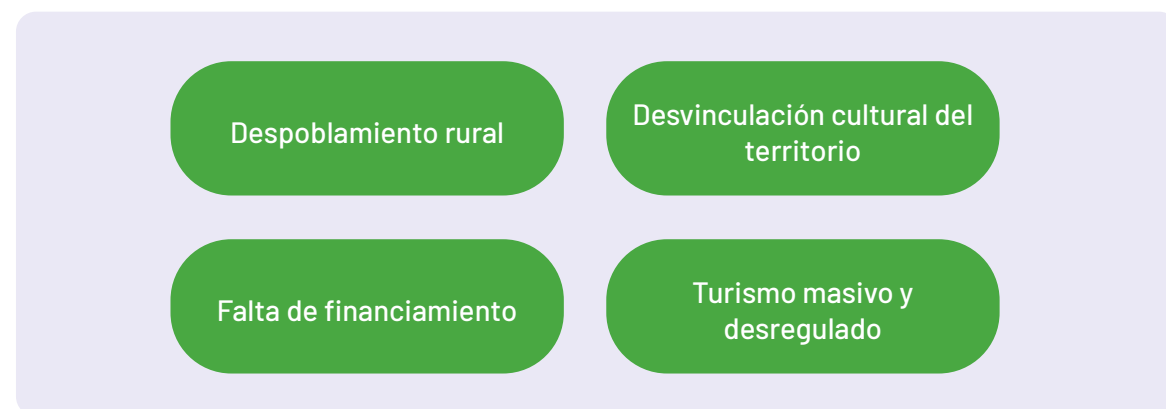 Despoblamiento rural
Desvinculación cultural del
territorio
Falta de financiamiento
Turismo masivo y
desregulado